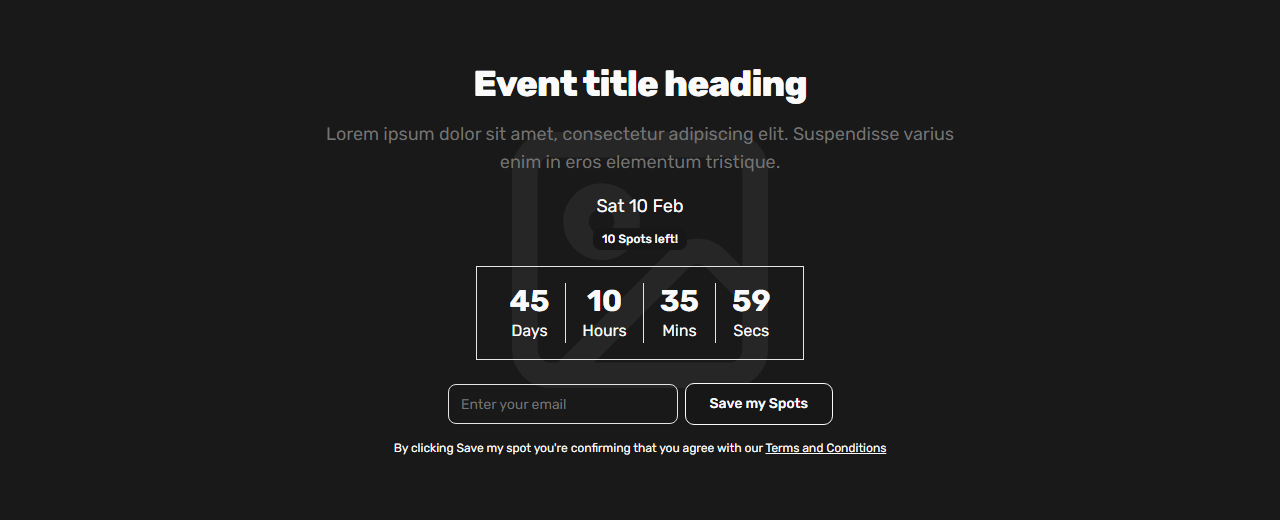 Event title heading
Lorem ipsum dolor sit amet, consectetur adipiscing elit. Suspendisse varius
enim in eros elementum tristique.
Sat 10 Feb
10 Spots left!
45 10 35 59
Days Hours Mins Secs
Enter your email Save my Spots
By clicking Save my spot you're confirming that you agree with our Terms and Conditions